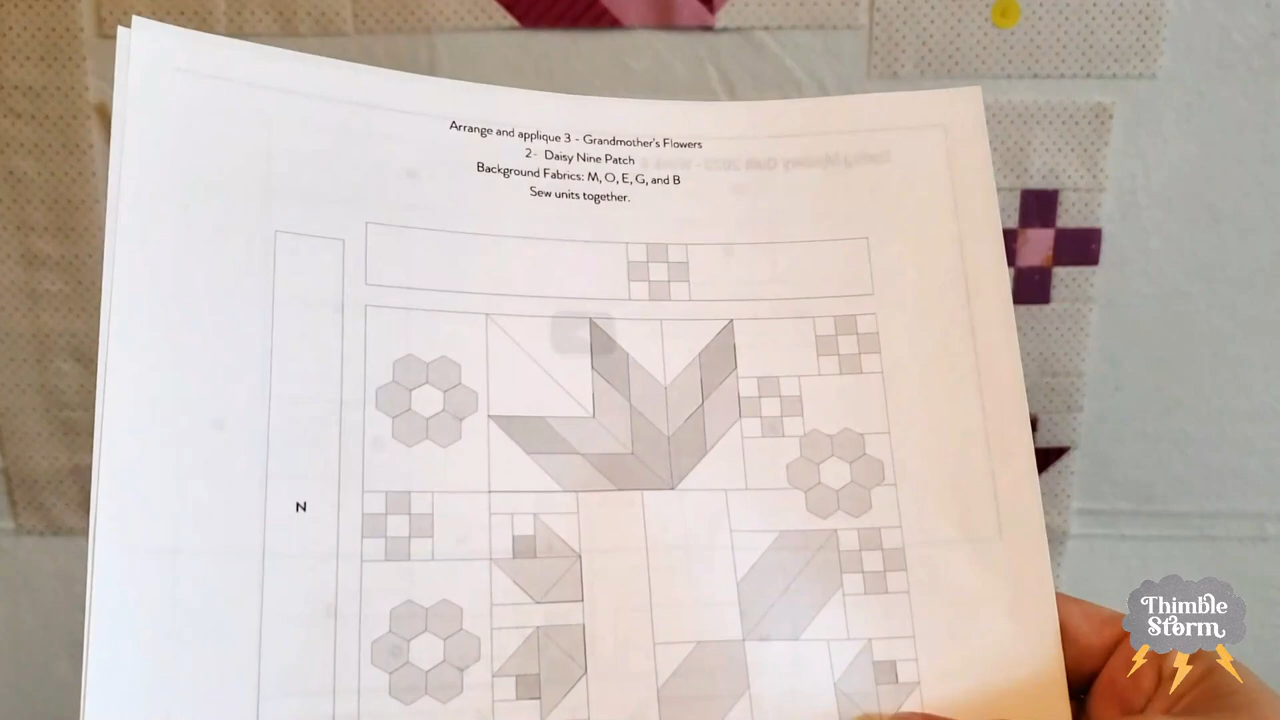 Arrange and applique 3 - Grandmother's Flowers
2- Daisy Nine Patch
Background Fabrics: M, O, E, G, and B
Sew units together.
N
Thimble
Storm